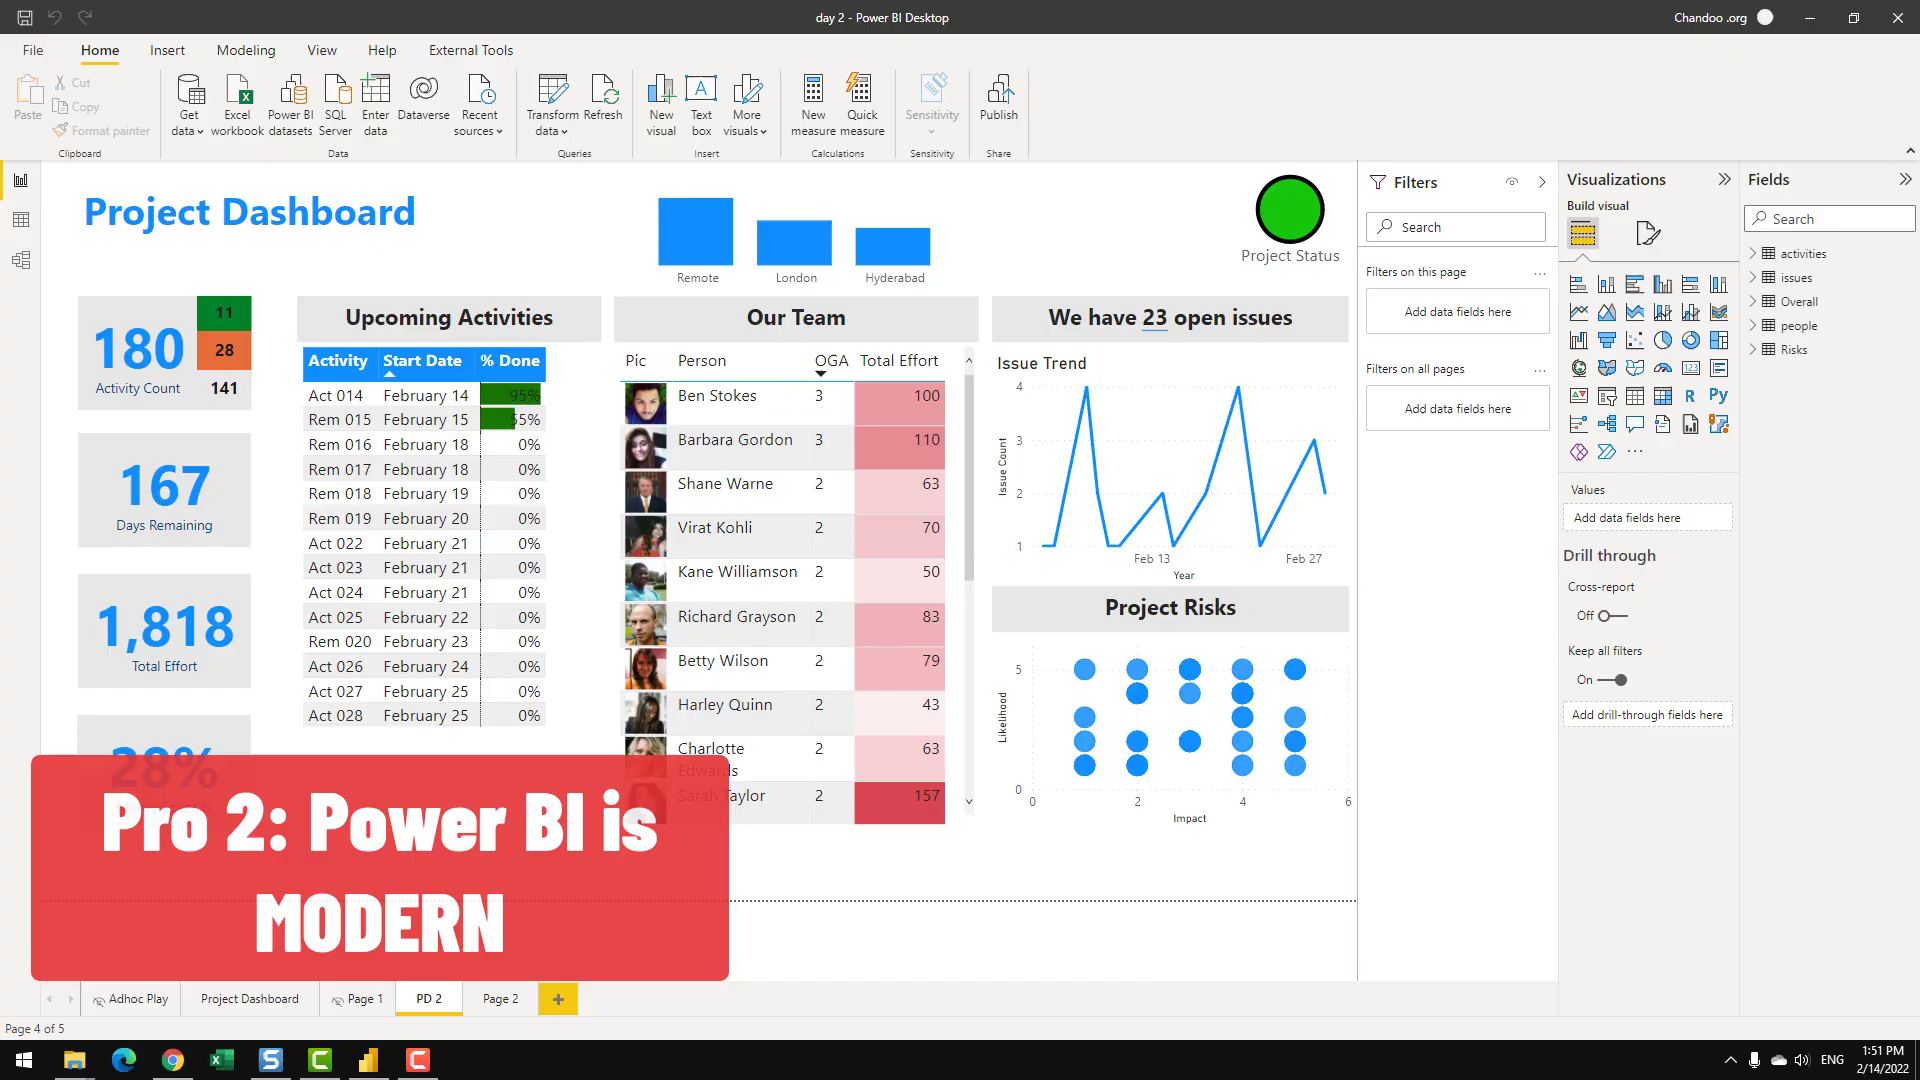 day 2 - Power BI Desktop
Chandoo .org
File Home Insert Modeling View Help External Tools
Paste
Cut
Copy
Format painter
Clipboard
Get data
Excel workbook
Power BI datasets
SQL Server
Enter data
Dataverse
Recent sources
Data
Transform data
Refresh
Queries
New visual
Text box
More visuals
Insert
New measure
Quick measure
Calculations
Sensitivity
Sensitivity
Publish
Share
Project Dashboard
Remote London Hyderabad
Project Status
180
Activity Count
11
28
141
167
Days Remaining
1,818
Total Effort
28%
Upcoming Activities
Activity Start Date % Done
Act 014 February 14 95%
Rem 015 February 15 55%
Rem 016 February 18 0%
Rem 017 February 18 0%
Rem 018 February 19 0%
Rem 019 February 20 0%
Act 022 February 21 0%
Act 023 February 21 0%
Act 024 February 21 0%
Act 025 February 22 0%
Rem 020 February 23 0%
Act 026 February 24 0%
Act 027 February 25 0%
Act 028 February 25 0%
Our Team
Pic Person OGA Total Effort
Ben Stokes 3 100
Barbara Gordon 3 110
Shane Warne 2 63
Virat Kohli 2 70
Kane Williamson 2 50
Richard Grayson 2 83
Betty Wilson 2 79
Harley Quinn 2 43
Charlotte Edwards 2 63
Sarah Taylor 2 157
We have 23 open issues
Issue Trend
Issue Count
4
3
2
1
Feb 13 Feb 27
Year
Project Risks
Likelihood
5
0
0 2 4 6
Impact
Pro 2: Power BI is
MODERN
Filters
Search
Filters on this page ...
Add data fields here
Filters on all pages ...
Add data fields here
Visualizations
Build visual
123
R Py
...
Values
Add data fields here
Drill through
Cross-report
Off
Keep all filters
On
Add drill-through fields here
Fields
Search
activities
issues
Overall
people
Risks
Adhoc Play Project Dashboard Page 1 PD 2 Page 2 +
Page 4 of 5
ENG
1:51 PM
2/14/2022